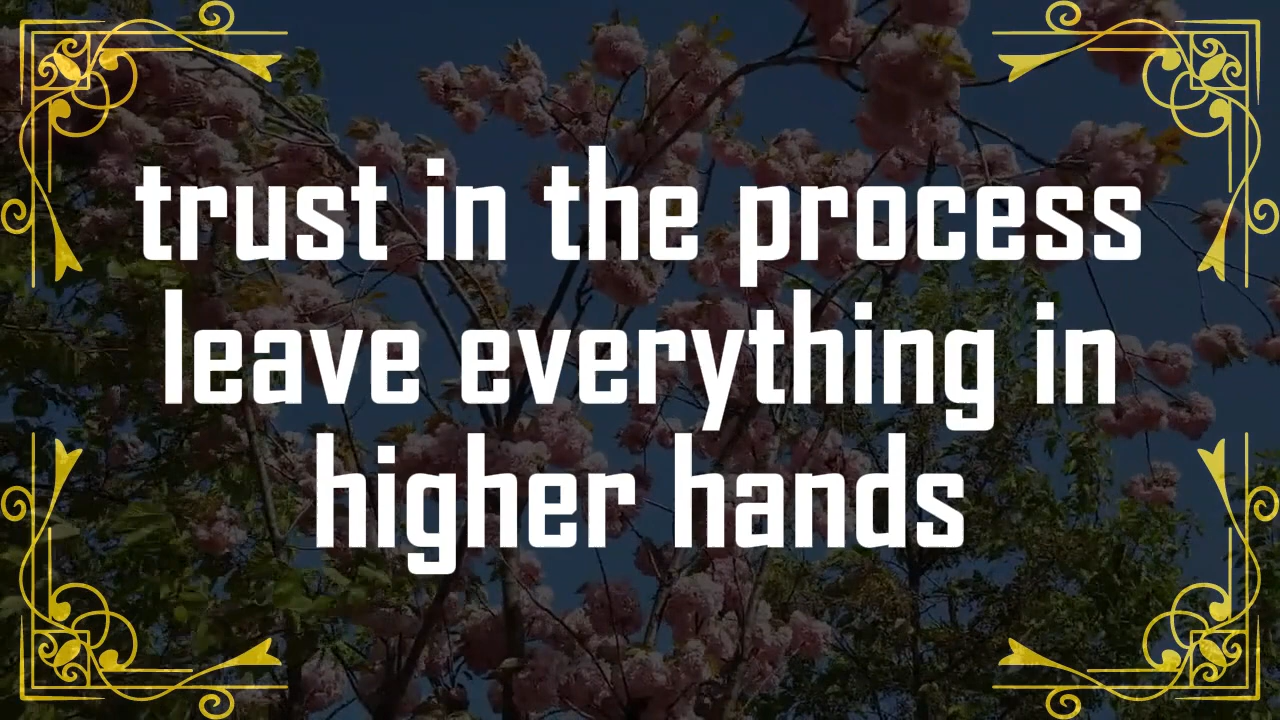 trust in the process
leave everything in
higher hands